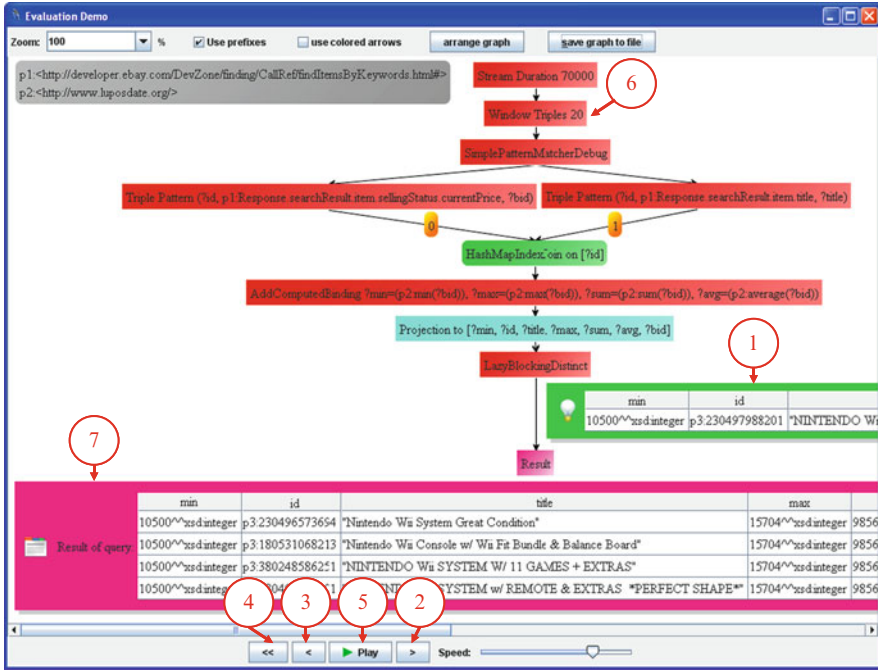 Evaluation Demo
Zoom: 100 % Use prefixes use colored arrows arrange graph save graph to file
p1:<http://developer.ebay.com/DevZone/finding/CallRef/findItemsByKeywords.html#>
p2:<http://www.luposdate.org/>
Stream Duration 70000
6
Window Triples 20
SimplePatternMatcherDebug
Triple Pattern (?id, p1:Response.searchResult.item.sellingStatus.currentPrice, ?bid)
Triple Pattern (?id, p1:Response.searchResult.item.title, ?title)
0
1
HashMapIndexJoin on [?id]
AddComputedBinding ?min=(p2:min(?bid)), ?max=(p2:max(?bid)), ?sum=(p2:sum(?bid)), ?avg=(p2:average(?bid))
Projection to [?min, ?id, ?title, ?max, ?sum, ?avg, ?bid]
1
LazyBlockingDistinct
min id
10500^^xsd:integer p3:230497988201 "NINTENDO Wi
7
Result
min id title max
10500^^xsd:integer p3:230496573694 "Nintendo Wii System Great Condition" 15704^^xsd:integer 9856
Result of query: 10500^^xsd:integer p3:180531068213 "Nintendo Wii Console w/ Wii Fit Bundle & Balance Board" 15704^^xsd:integer 9856
10500^^xsd:integer p3:380248586251 "NINTENDO Wii SYSTEM W/ 11 GAMES + EXTRAS" 15704^^xsd:integer 9856
SYSTEM w/ REMOTE & EXTRAS *PERFECT SHAPE*" 15704^^xsd:integer 9856
4 3 5 2
<< < Play > Speed: